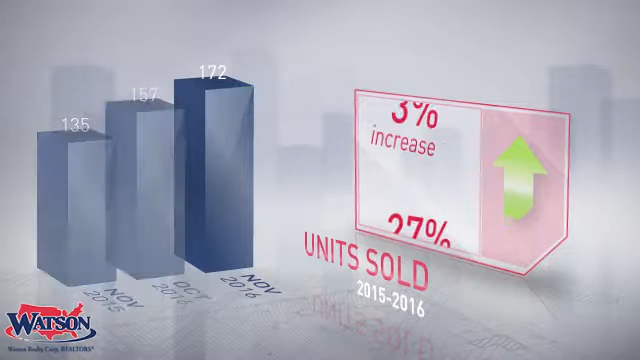 172
157
135
3%
increase
27%
UNITS SOLD
2015-2016
NOV
2015
OCT
2016
NOV
2016
WATSON
Watson Realty Corp., REALTORS®